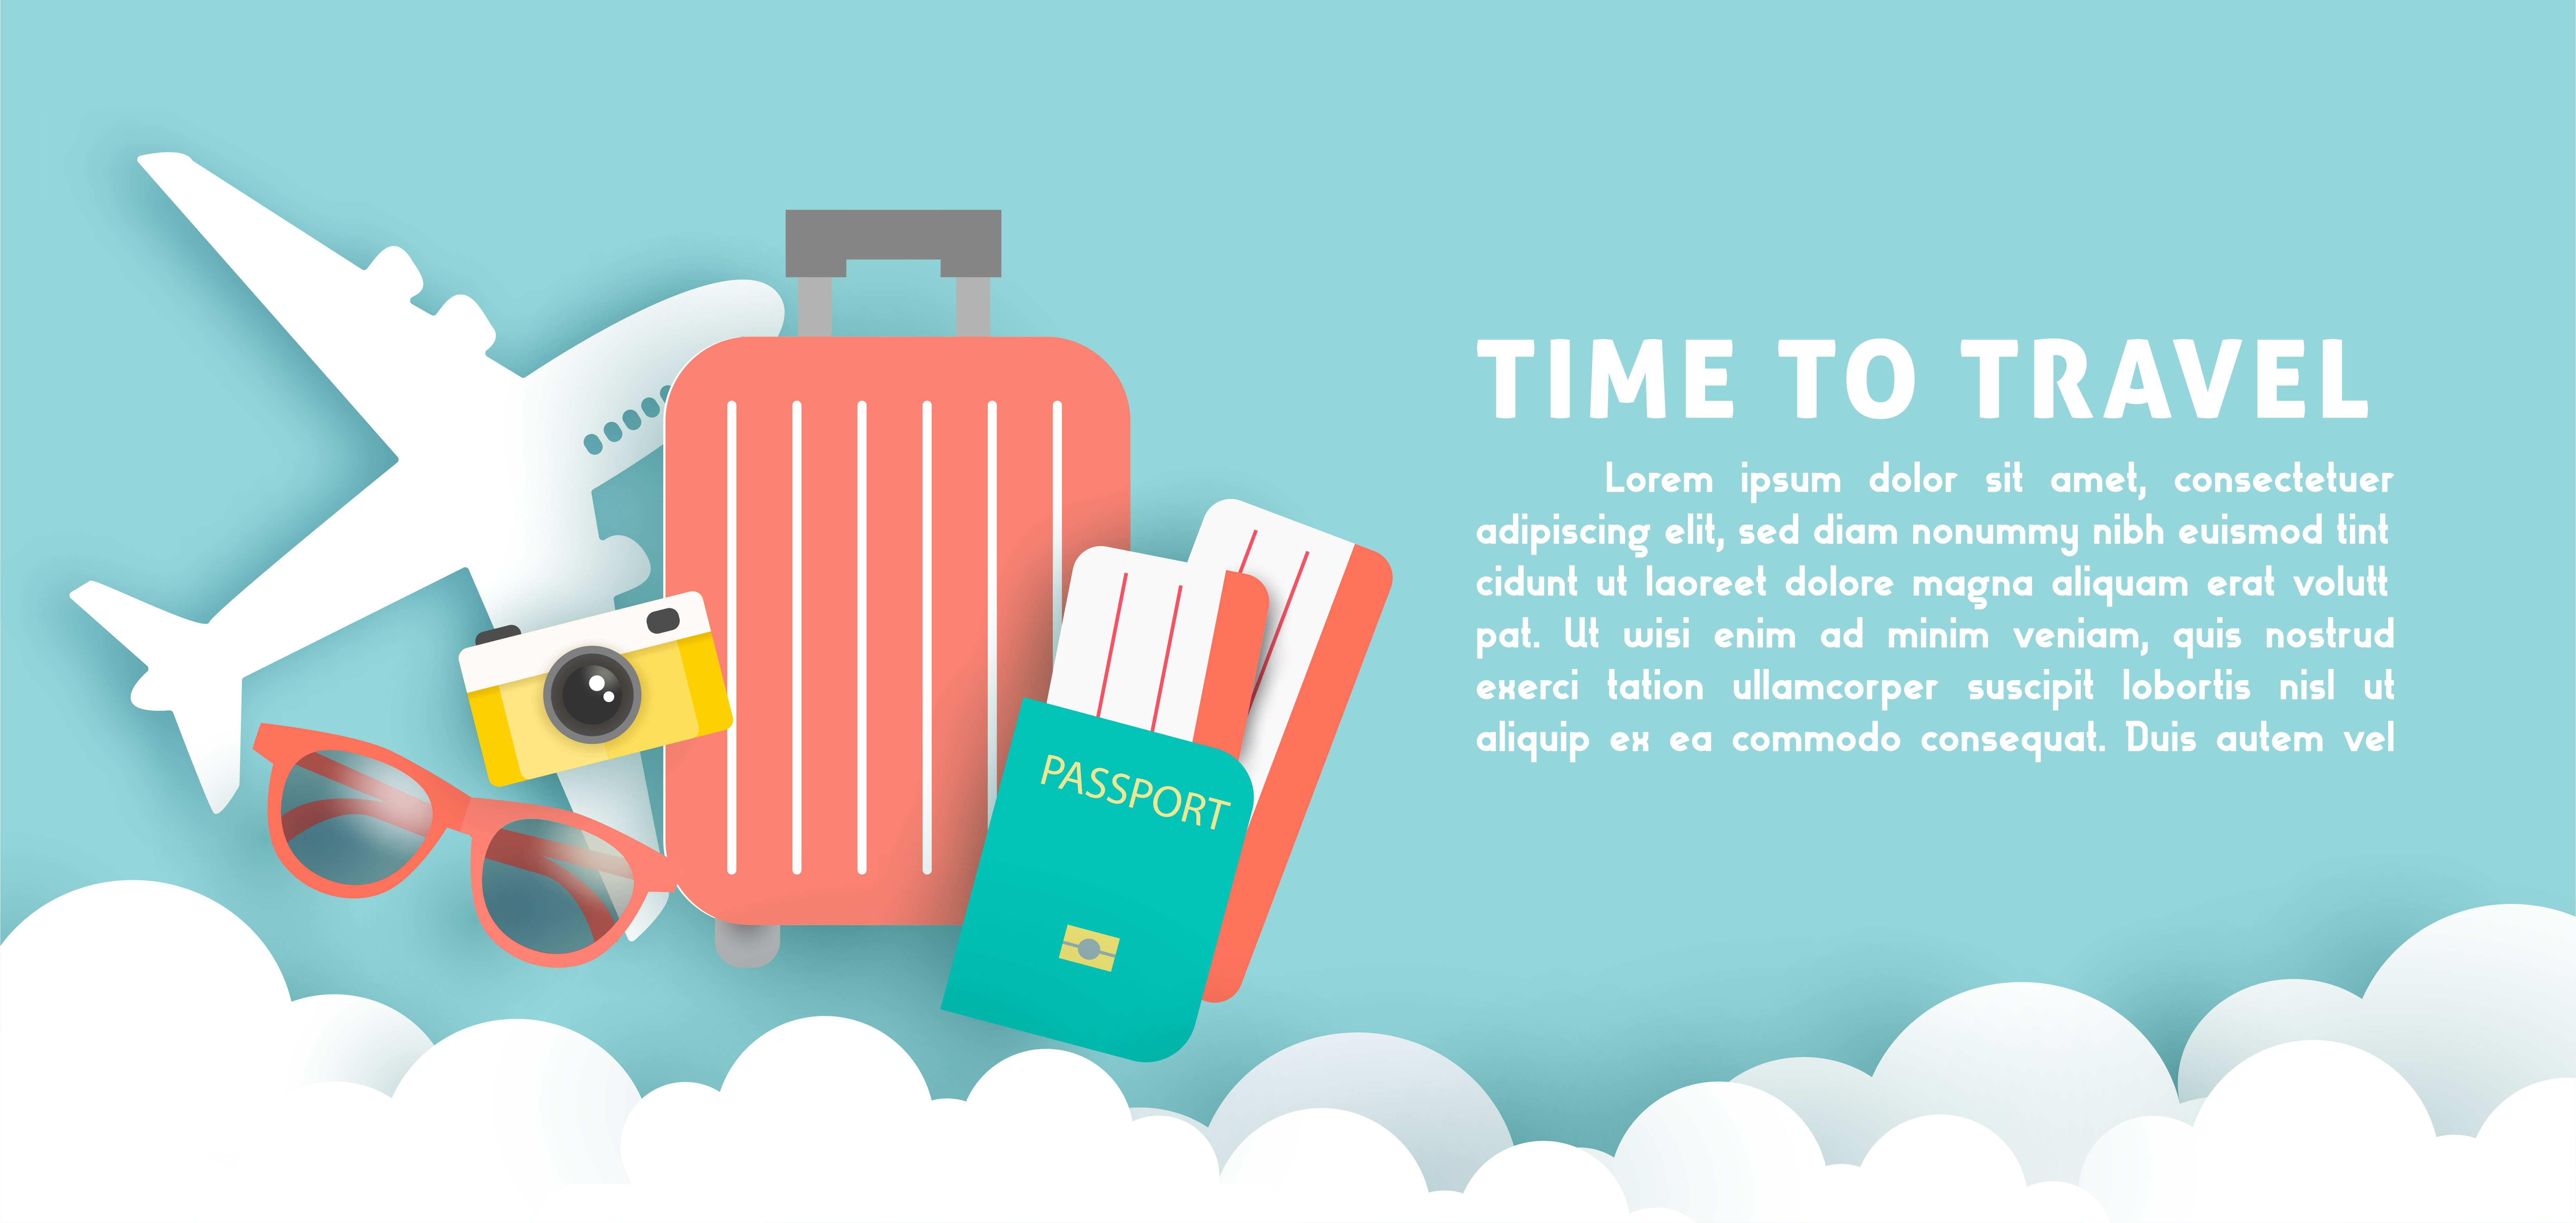 TIME TO TRAVEL
Lorem ipsum dolor sit amet, consectetuer
adipiscing elit, sed diam nonummy nibh euismod tint
cidunt ut laoreet dolore magna aliquam erat volutt
pat. Ut wisi enim ad minim veniam, quis nostrud
exerci tation ullamcorper suscipit lobortis nisl ut
aliquip ex ea commodo consequat. Duis autem vel
PASSPORT